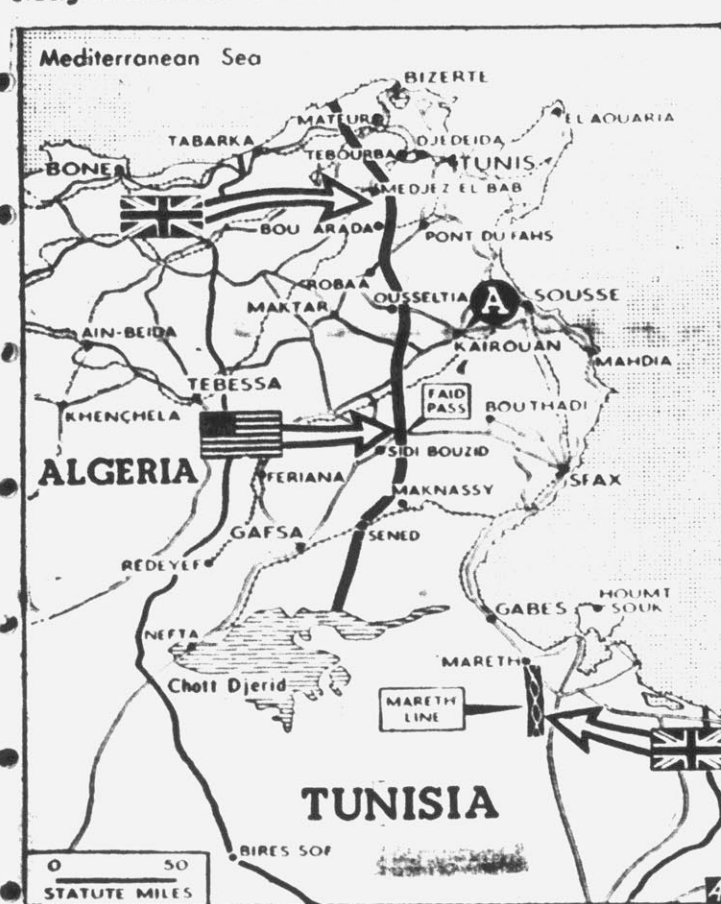 Mediterranean Sea
BIZERTE
MATEUR
EL AOUARIA
TABARKA
DJEDEIDA
TEBOURBA
TUNIS
BONE
MEDJEZ EL BAB
BOU ARADA
PONT DU FAHS
ROBAA
OUSSELTIA
A
SOUSSE
MAKTAR
AIN-BEIDA
KAIROUAN
MAHDIA
TEBESSA
FAID
PASS
KHENCHELA
BOUTHADI
SIDI BOUZID
ALGERIA
FERIANA
SFAX
MAKNASSY
GAFSA
SENED
REDEYEF
HOUMT
SOUK
GABES
NEFTA
MARETH
Chott Djerid
MARETH
LINE
TUNISIA
BIRES SOF
0 50
STATUTE MILES